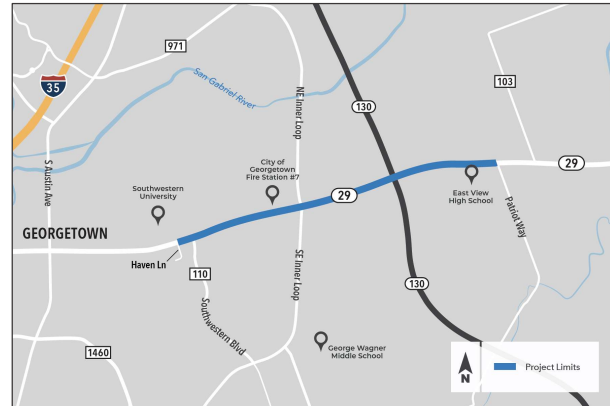 971
35
San Gabriel River
NE Inner Loop
103
130
S Austin Ave
City of
Georgetown
Fire Station #7
29
Southwestern
University
29
East View
High School
GEORGETOWN
Haven Ln
110
SE Inner Loop
Patriot Way
130
Southwestern Blvd
1460
George Wagner
Middle School
N
Project Limits